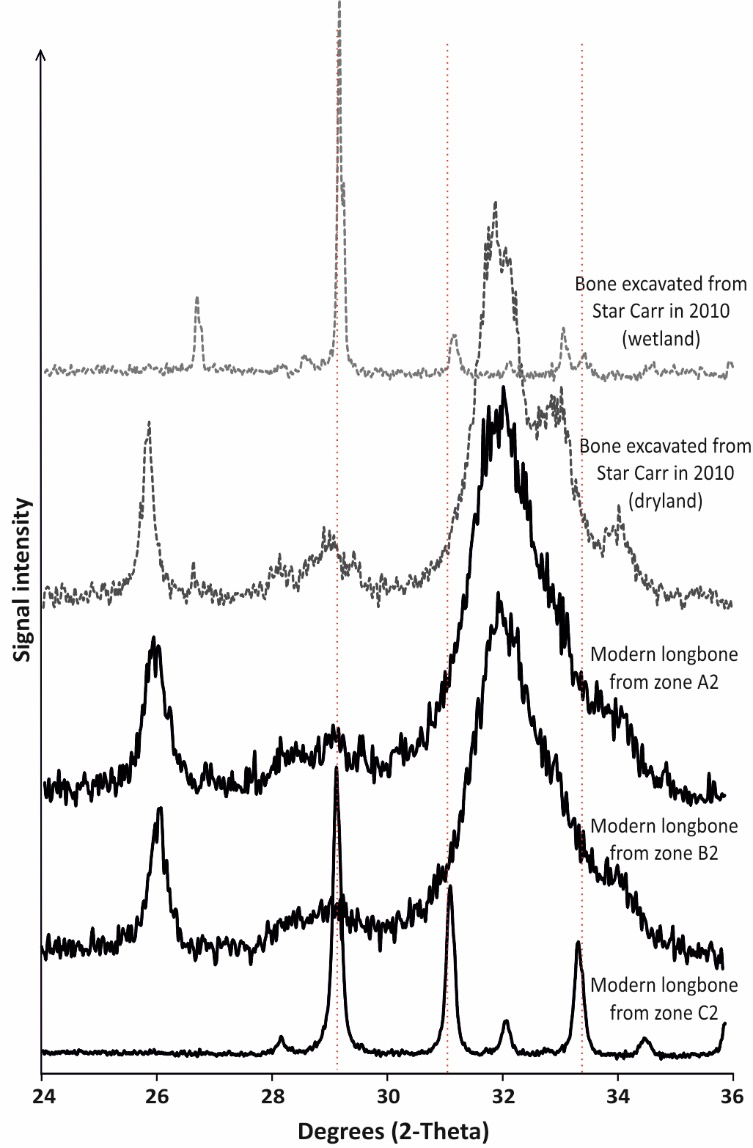 Bone excavated from
Star Carr in 2010
(wetland)
Bone excavated from
Star Carr in 2010
(dryland)
Signal intensity
Modern longbone
from zone A2
Modern longbone
from zone B2
Modern longbone
from zone C2
24 26 28 30 32 34 36
Degrees (2-Theta)